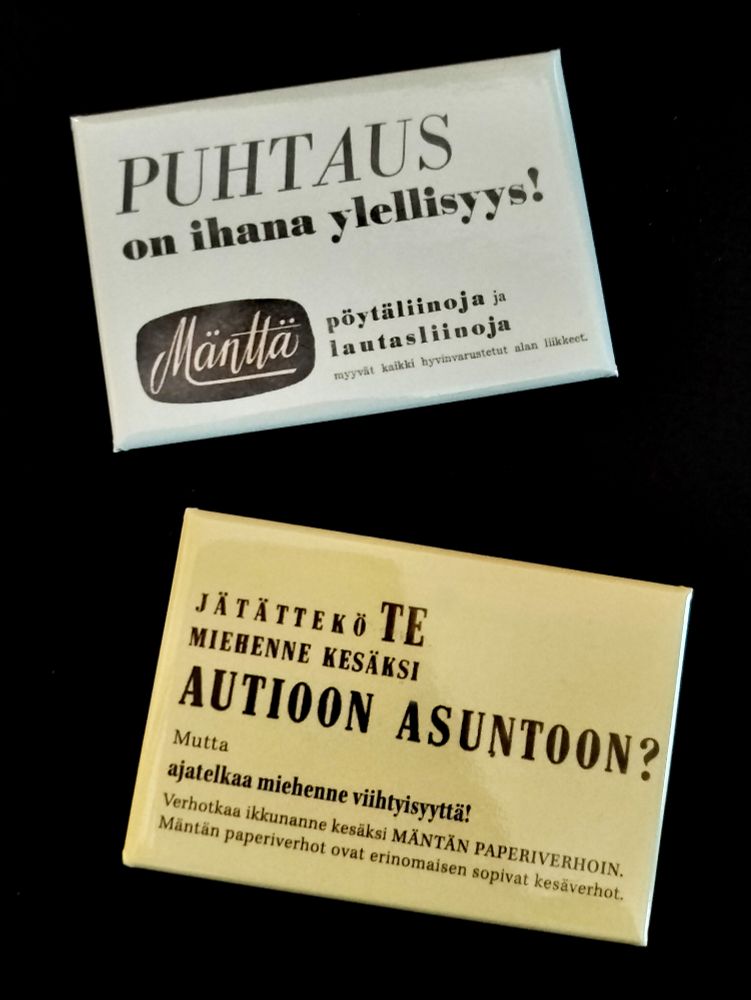 PUHTAUS
on ihana ylellisyys!
Mänttä
pöytäliinoja ja
lautasliinoja
myyvät kaikki hyvinvarustetut alan liikkeet.
JÄTÄTTEKÖ TE
MIEHENNE KESÄKSI
AUTIOON ASUNTOON?
Mutta
ajatelkaa miehenne viihtyisyyttä!
Verhotkaa ikkunanne kesäksi MÄNTÄN PAPERIVERHOIN.
Mäntän paperiverhot ovat erinomaisen sopivat kesäverhot.